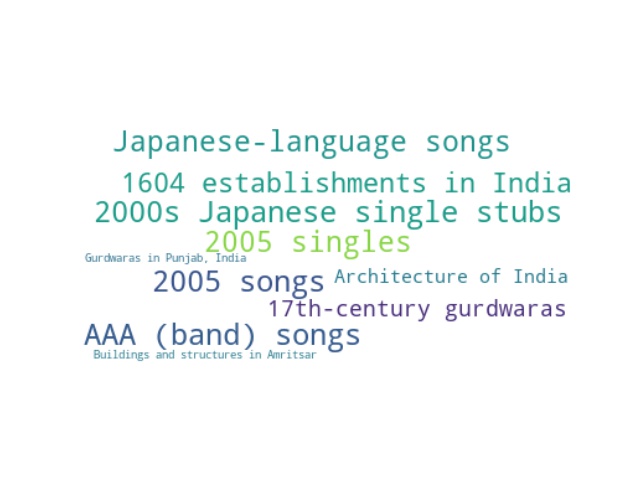 Japanese-language songs
1604 establishments in India
2000s Japanese single stubs
2005 singles
Gurdwaras in Punjab, India
2005 songs
Architecture of India
17th-century gurdwaras
AAA (band) songs
Buildings and structures in Amritsar